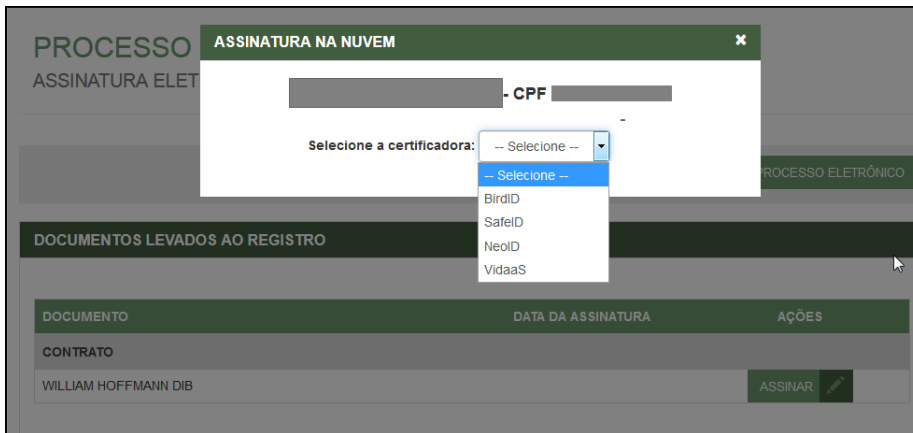 PROCESSO
ASSINATURA ELET
ASSINATURA NA NUVEM
- CPF
-
Selecione a certificadora:
-- Selecione --
-- Selecione --
BirdID
SafeID
NeoID
VidaaS
PROCESSO ELETRÔNICO
DOCUMENTOS LEVADOS AO REGISTRO
DOCUMENTO DATA DA ASSINATURA AÇÕES
CONTRATO
WILLIAM HOFFMANN DIB ASSINAR